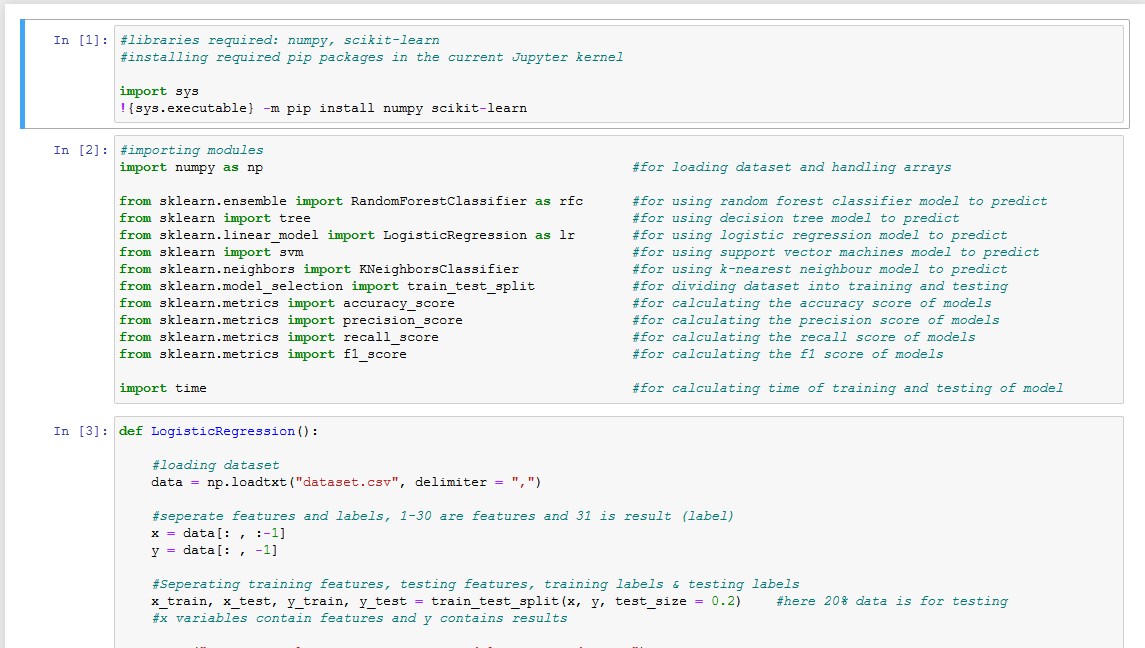 In [1]: #libraries required: numpy, scikit-learn
#installing required pip packages in the current Jupyter kernel
import sys
!{sys.executable} -m pip install numpy scikit-learn
In [2]: #importing modules
import numpy as np #for loading dataset and handling arrays
from sklearn.ensemble import RandomForestClassifier as rfc #for using random forest classifier model to predict
from sklearn import tree #for using decision tree model to predict
from sklearn.linear_model import LogisticRegression as lr #for using logistic regression model to predict
from sklearn import svm #for using support vector machines model to predict
from sklearn.neighbors import KNeighborsClassifier #for using k-nearest neighbour model to predict
from sklearn.model_selection import train_test_split #for dividing dataset into training and testing
from sklearn.metrics import accuracy_score #for calculating the accuracy score of models
from sklearn.metrics import precision_score #for calculating the precision score of models
from sklearn.metrics import recall_score #for calculating the recall score of models
from sklearn.metrics import f1_score #for calculating the f1 score of models
import time #for calculating time of training and testing of model
In [3]: def LogisticRegression():
#loading dataset
data = np.loadtxt("dataset.csv", delimiter = ",")
#seperate features and labels, 1-30 are features and 31 is result (label)
x = data[: , :-1]
y = data[: , -1]
#Seperating training features, testing features, training labels & testing labels
x_train, x_test, y_train, y_test = train_test_split(x, y, test_size = 0.2) #here 20% data is for testing
#x variables contain features and y contains results